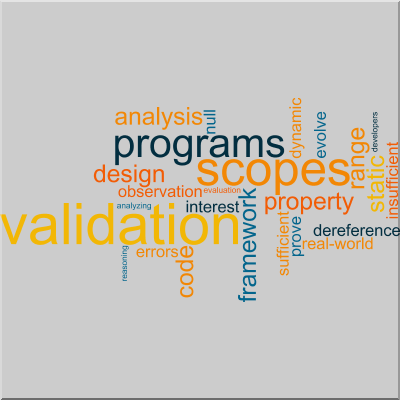 analysis
null
dynamic
evolve
developers
programs
range
static
insufficient
design
scopes
observation
evaluation
property
analyzing
interest
framework
validation
sufficient
prove
dereference
real-world
errors
code
reasoning